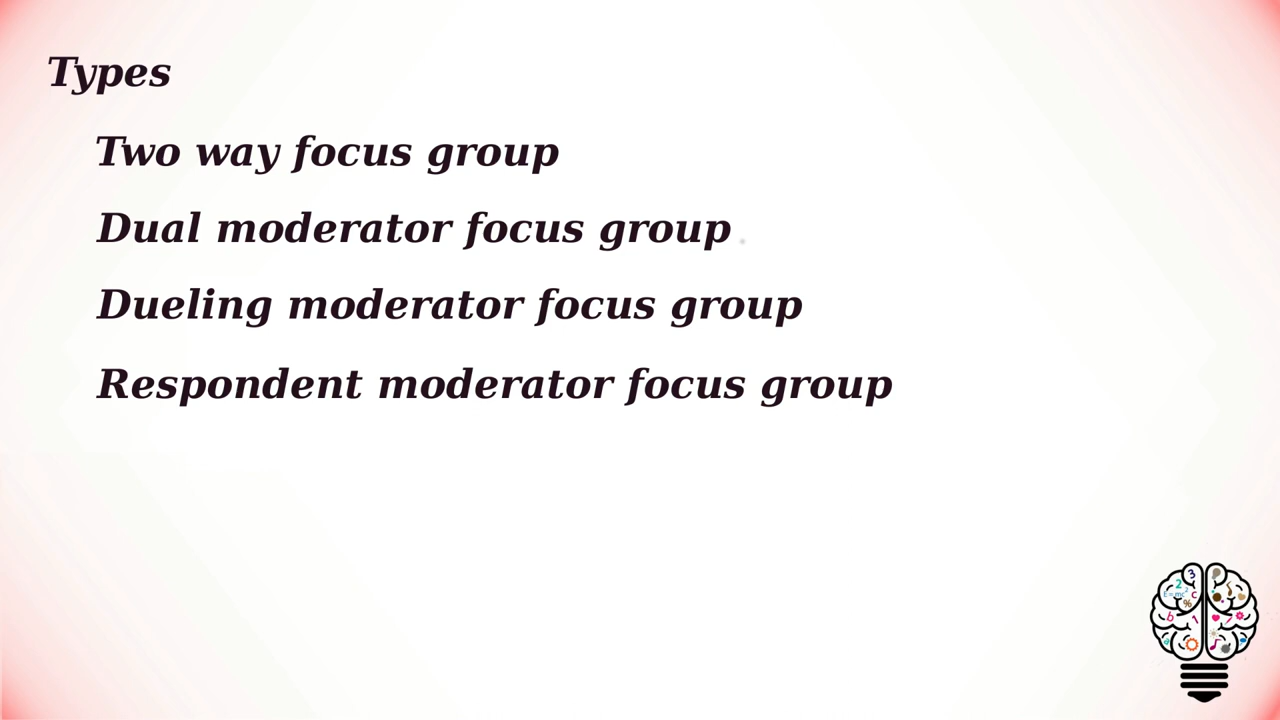 Types
Two way focus group
Dual moderator focus group
Dueling moderator focus group
Respondent moderator focus group